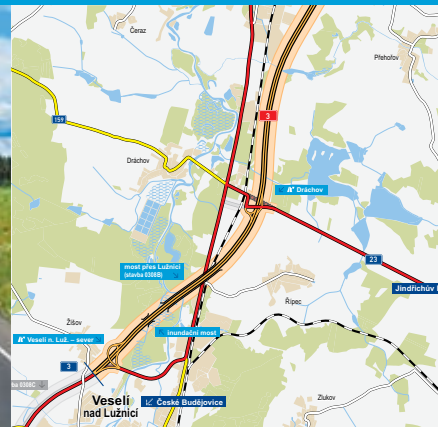 Čeraz
Přehořov
3
159
Dráchov
Dráchov
23
most přes Lužnici
(stavba 0308B)
Jindřichův
Řípec
Žíšov
Inundační most
Veselí n. Luž. – sever
3
0308C
Veselí
nad Lužnicí
České Budějovice
Zlukov